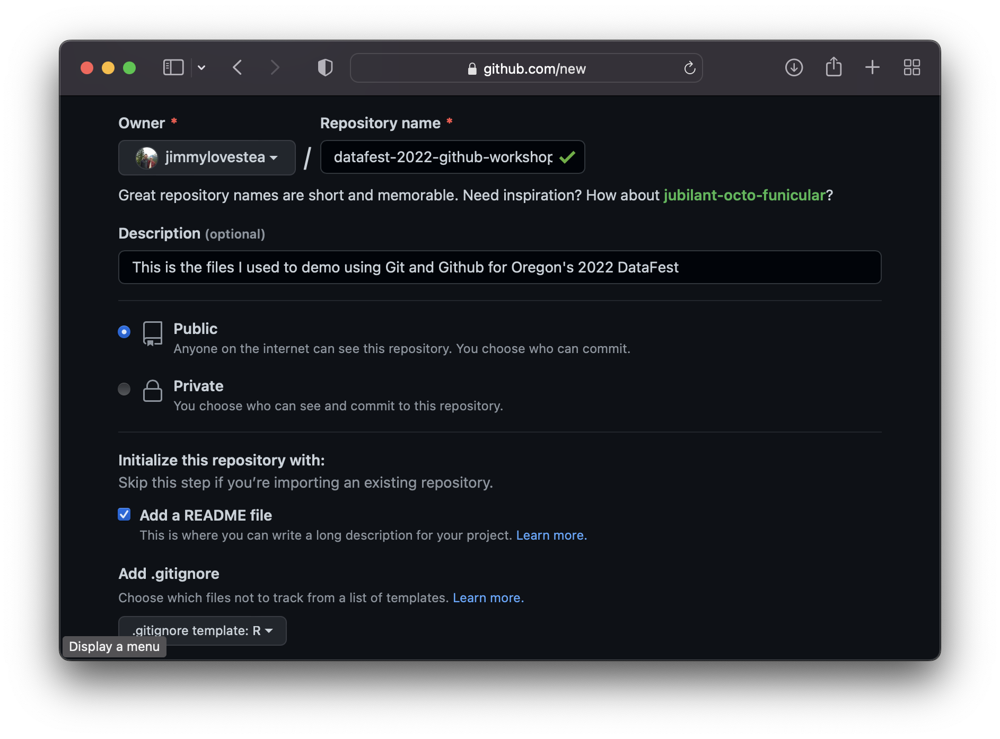 github.com/new
Owner * Repository name *
jimmylovestea / datafest-2022-github-workshop
Great repository names are short and memorable. Need inspiration? How about jubilant-octo-funicular?
Description (optional)
This is the files I used to demo using Git and Github for Oregon's 2022 DataFest
Public
Anyone on the internet can see this repository. You choose who can commit.
Private
You choose who can see and commit to this repository.
Initialize this repository with:
Skip this step if you’re importing an existing repository.
Add a README file
This is where you can write a long description for your project. Learn more.
Add .gitignore
Choose which files not to track from a list of templates. Learn more.
.gitignore template: R
Display a menu